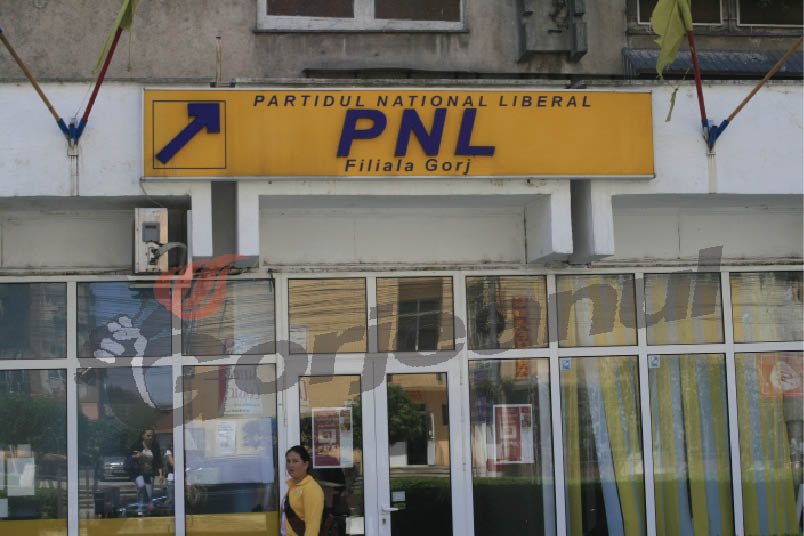 PARTIDUL NATIONAL LIBERAL
PNL
Filiala Gorj
Gorjeanul